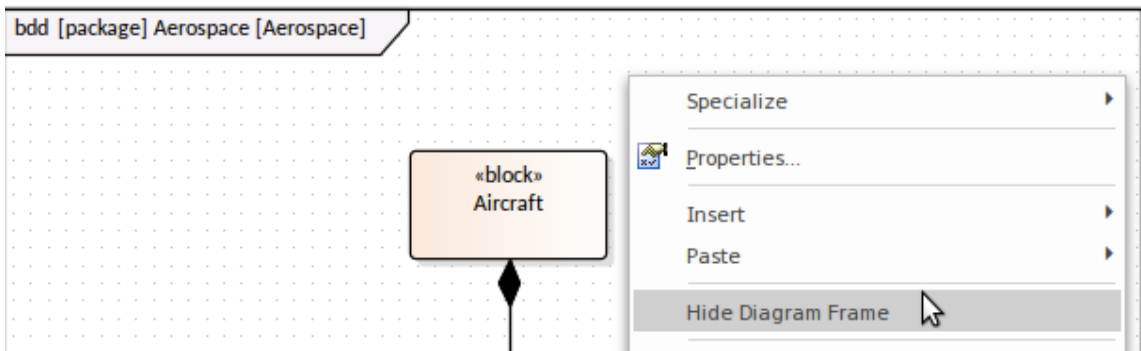 bdd [package] Aerospace [Aerospace]
«block»
Aircraft
Specialize
Properties...
Insert
Paste
Hide Diagram Frame